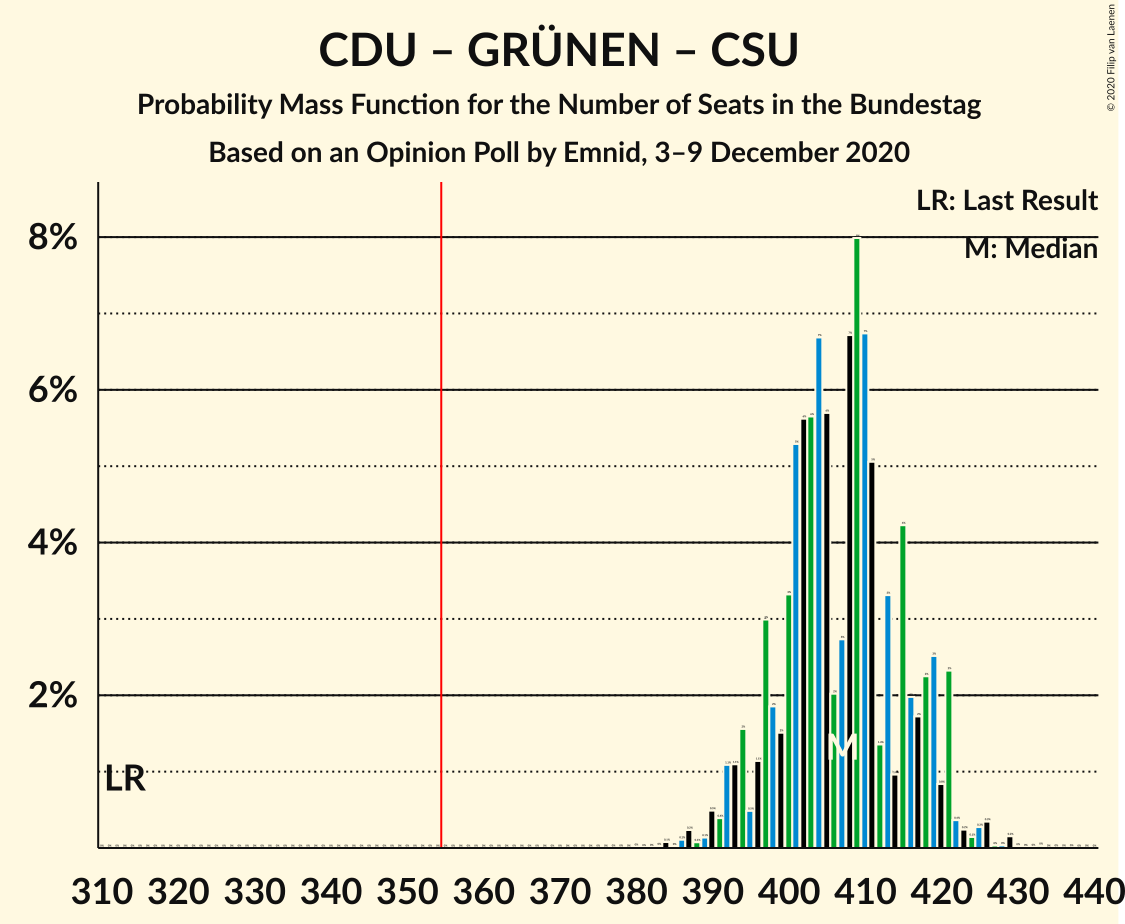 CDU – GRÜNEN – CSU
Probability Mass Function for the Number of Seats in the Bundestag
Based on an Opinion Poll by Emnid, 3–9 December 2020
© 2020 Filip van Laenen
LR: Last Result
M: Median
8%
6%
4%
2%
LR
M
310 320 330 340 350 360 370 380 390 400 410 420 430 440